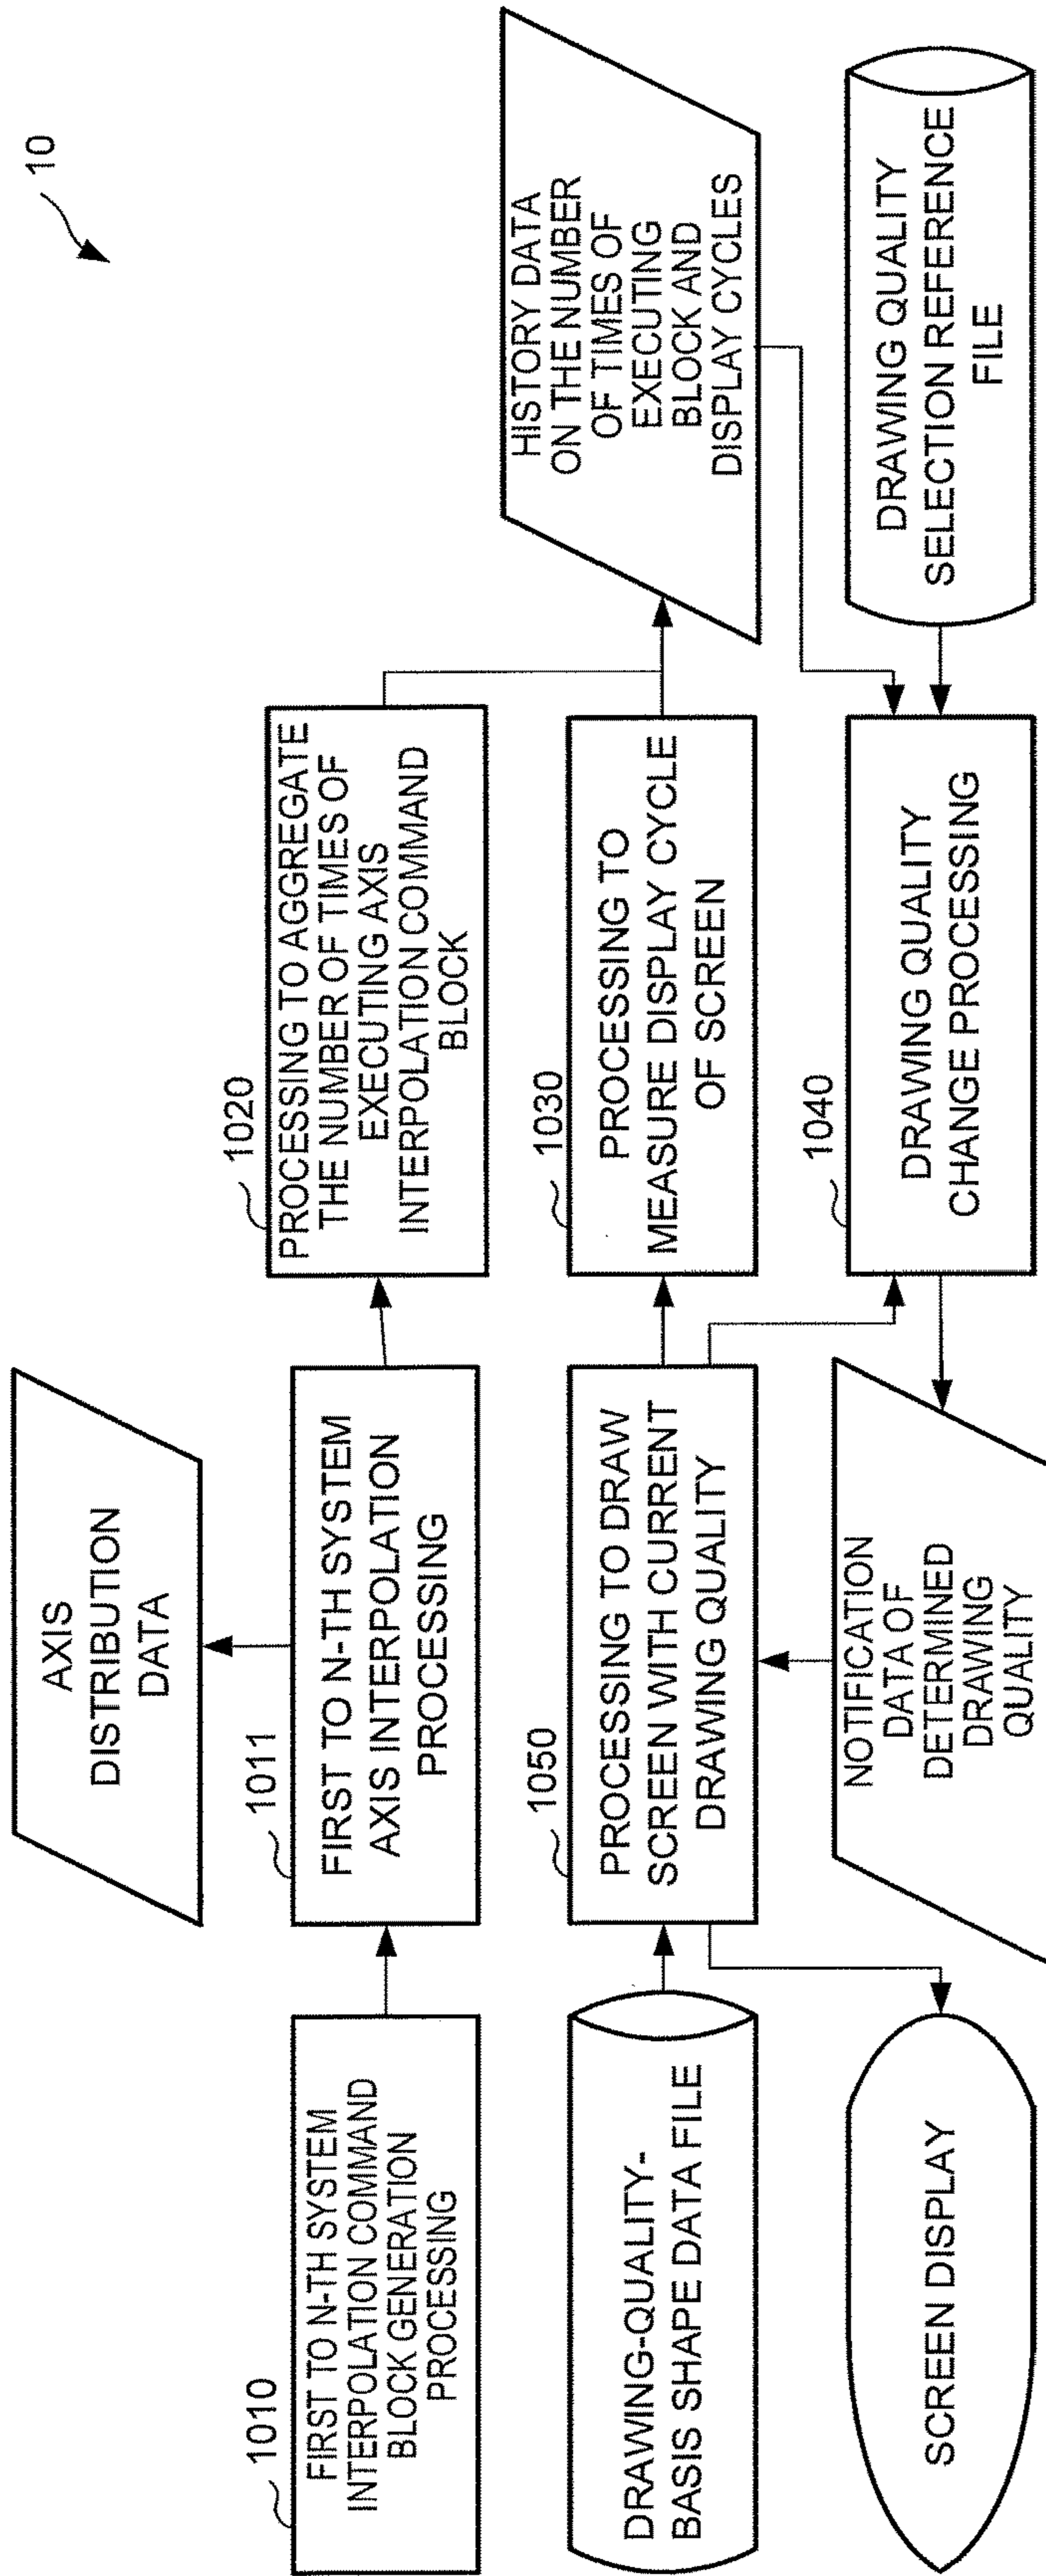 10
AXIS
DISTRIBUTION
DATA
1010
FIRST TO N-TH SYSTEM
INTERPOLATION COMMAND
BLOCK GENERATION
PROCESSING
1011
FIRST TO N-TH SYSTEM
AXIS INTERPOLATION
PROCESSING
1020
PROCESSING TO AGGREGATE
THE NUMBER OF TIMES OF
EXECUTING AXIS
INTERPOLATION COMMAND
BLOCK
HISTORY DATA
ON THE NUMBER
OF TIMES OF
EXECUTING
BLOCK AND
DISPLAY CYCLES
DRAWING-QUALITY-
BASIS SHAPE DATA FILE
1050
PROCESSING TO DRAW
SCREEN WITH CURRENT
DRAWING QUALITY
1030
PROCESSING TO
MEASURE DISPLAY CYCLE
OF SCREEN
SCREEN DISPLAY
NOTIFICATION
DATA OF
DETERMINED
DRAWING
QUALITY
1040
DRAWING QUALITY
CHANGE PROCESSING
DRAWING QUALITY
SELECTION REFERENCE
FILE